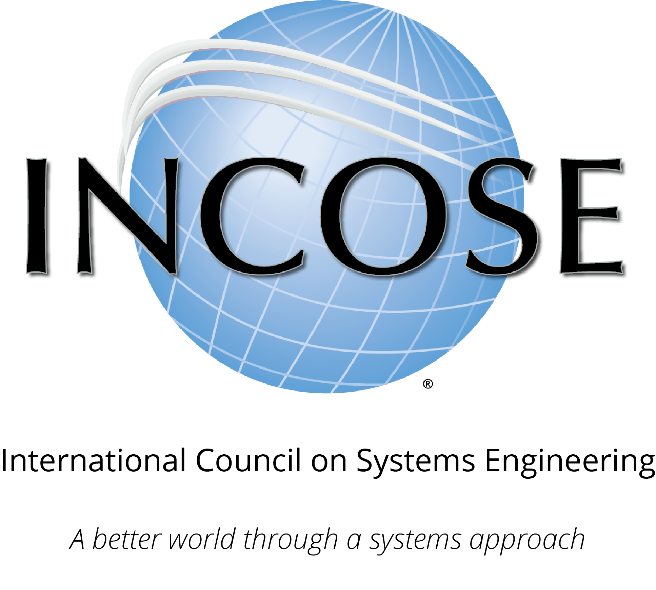 INCOSE
®
International Council on Systems Engineering
A better world through a systems approach